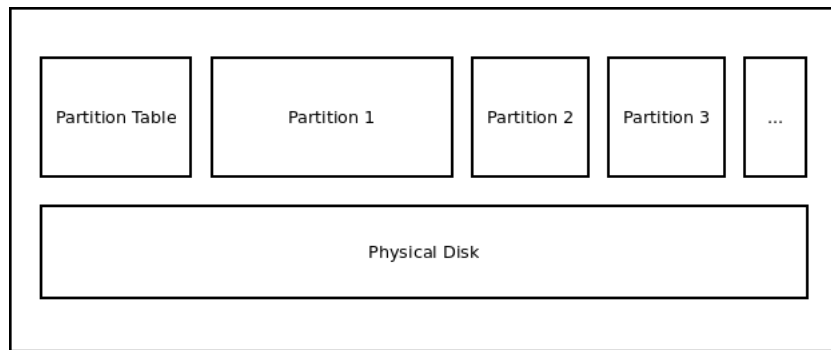 Partition Table
Partition 1
Partition 2
Partition 3
...
Physical Disk